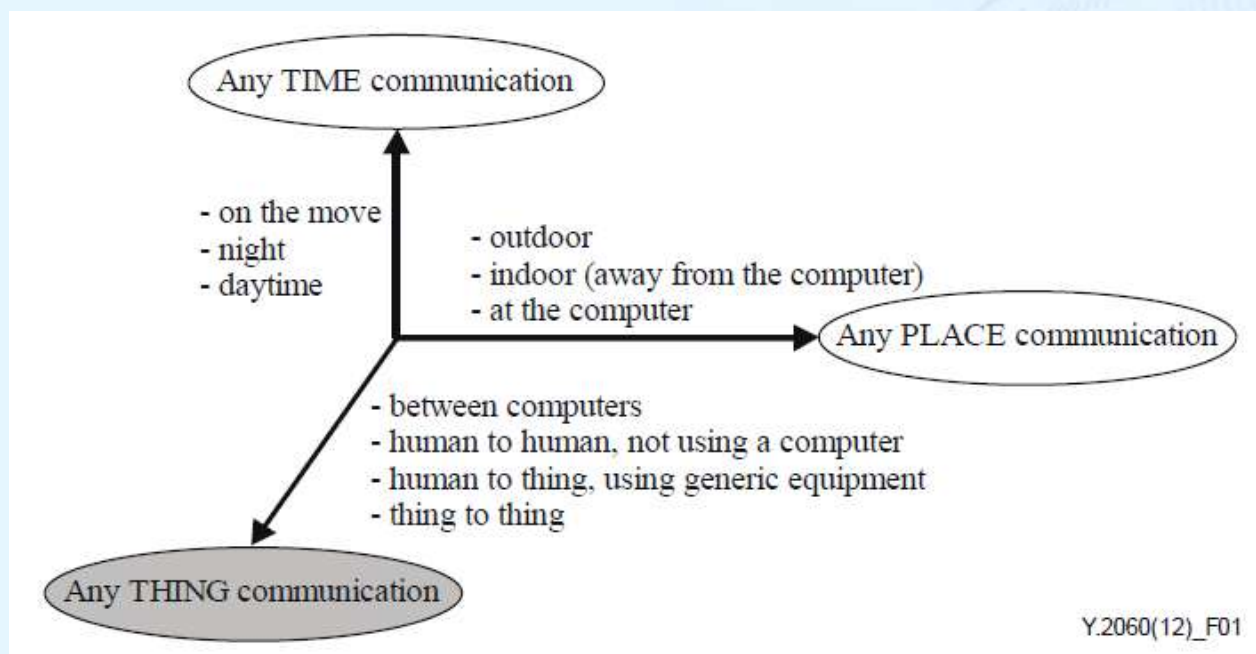 Any TIME communication
- on the move
- night
- daytime
- outdoor
- indoor (away from the computer)
- at the computer
Any PLACE communication
- between computers
- human to human, not using a computer
- human to thing, using generic equipment
- thing to thing
Any THING communication
Y.2060(12)_F01